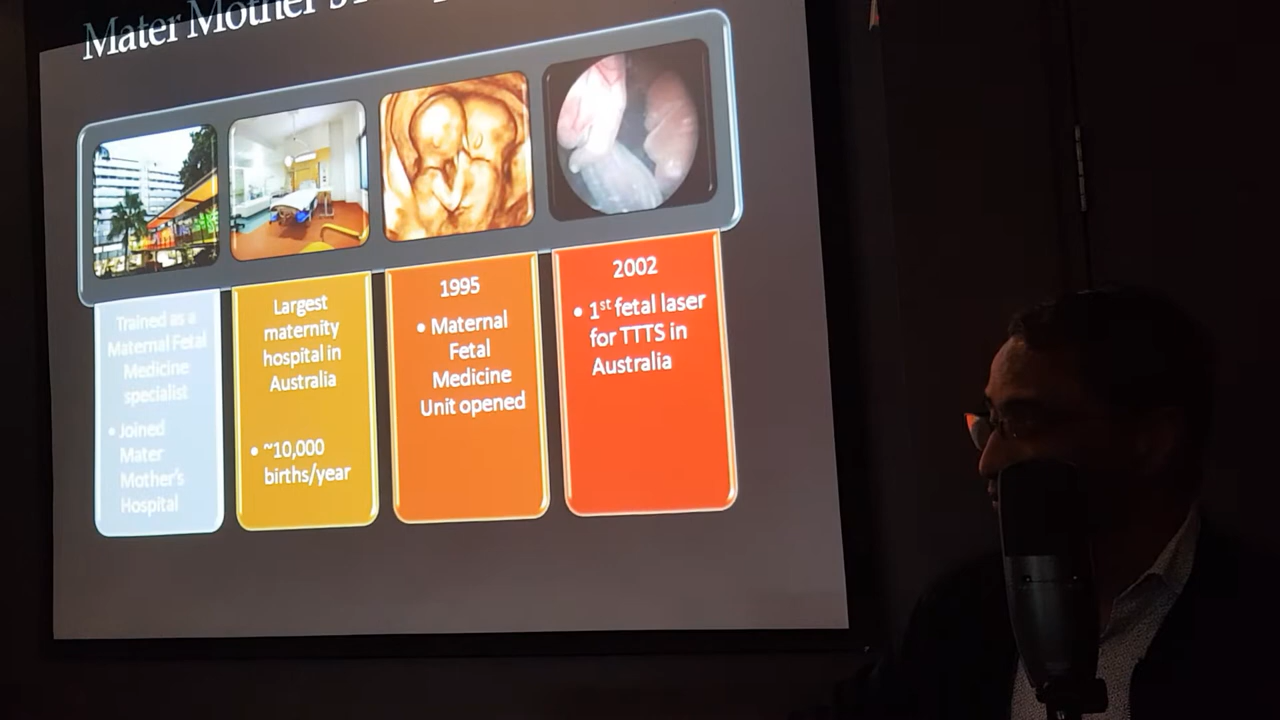 Mater Mother's
Trained as a
Maternal Fetal
Medicine
specialist
• Joined
Mater
Mother's
Hospital
Largest
maternity
hospital in
Australia
• ~10,000
births/year
1995
• Maternal
Fetal
Medicine
Unit opened
2002
• 1st fetal laser
for TTTS in
Australia